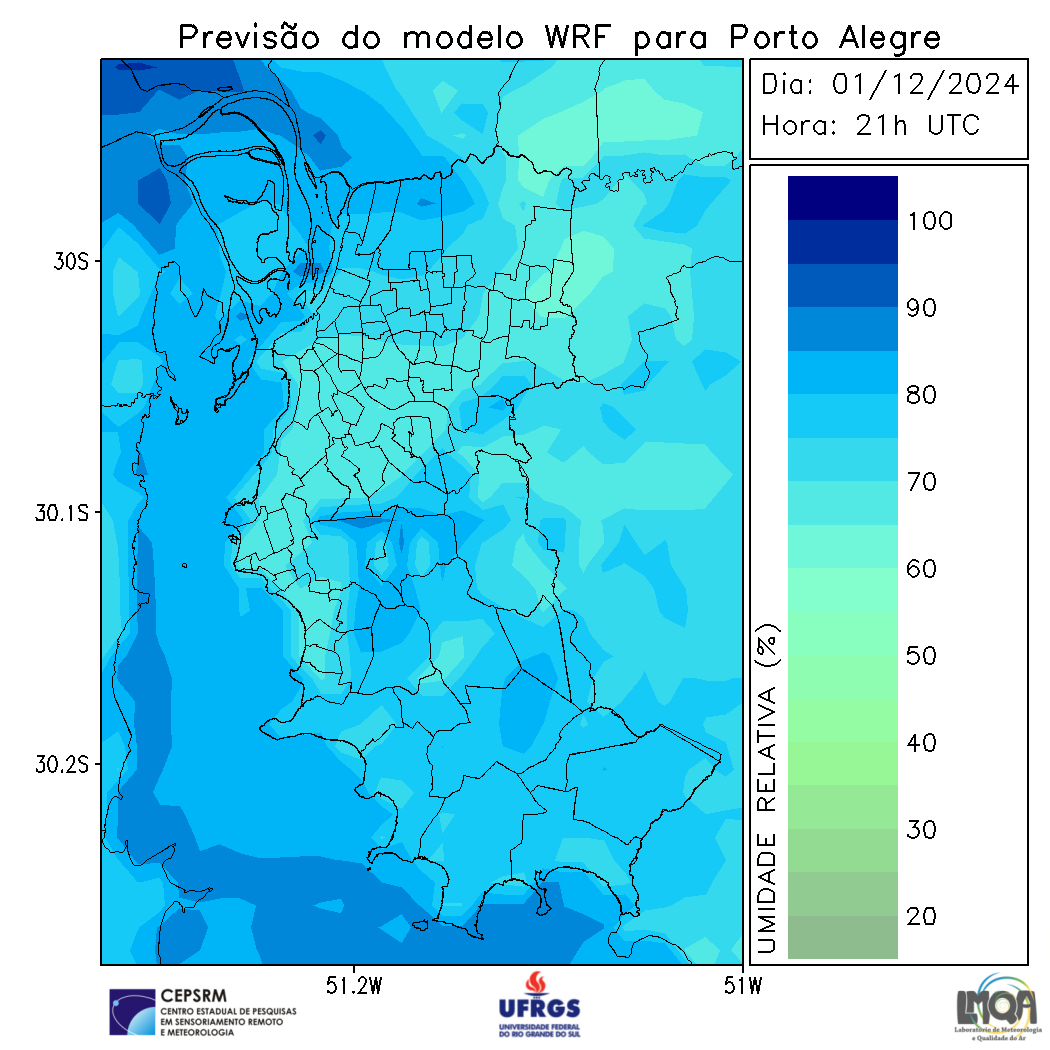 Previsão do modelo WRF para Porto Alegre
Dia: 01/12/2024
Hora: 21h UTC
30S
30.1S
30.2S
51.2W
51W
UMIDADE RELATIVA (%)
100
90
80
70
60
50
40
30
20
CEPSRM
CENTRO ESTADUAL DE PESQUISAS
EM SENSORIAMENTO REMOTO
E METEOROLOGIA
UFRGS
UNIVERSIDADE FEDERAL
DO RIO GRANDE DO SUL
LMQA
Laboratório de Meteorologia
e Qualidade do Ar